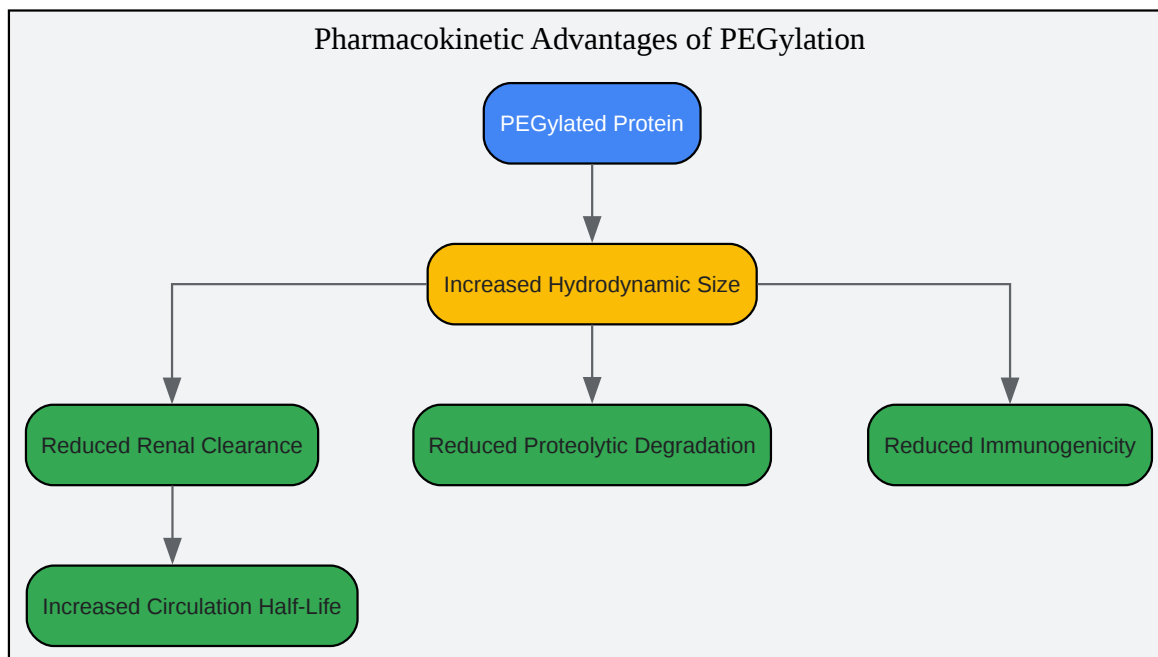 Pharmacokinetic Advantages of PEGylation
PEGylated Protein
Increased Hydrodynamic Size
Reduced Renal Clearance
Reduced Proteolytic Degradation
Reduced Immunogenicity
Increased Circulation Half-Life